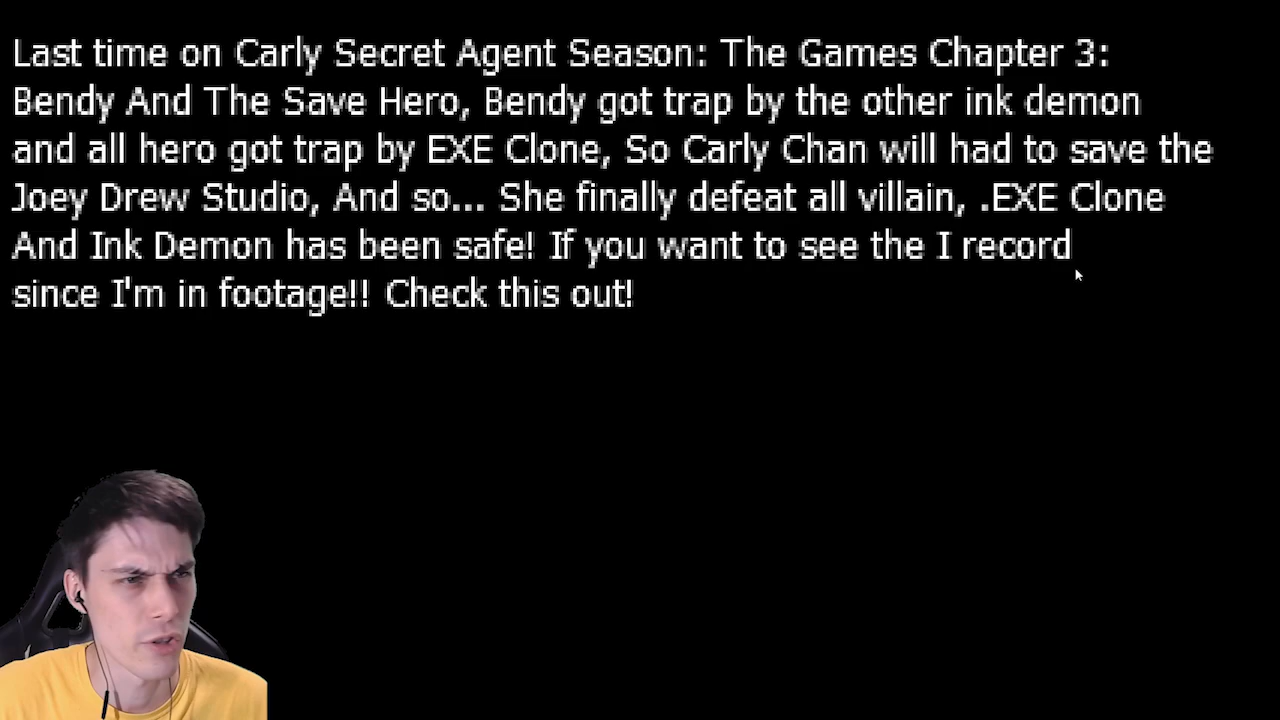 Last time on Carly Secret Agent Season: The Games Chapter 3:
Bendy And The Save Hero, Bendy got trap by the other ink demon
and all hero got trap by EXE Clone, So Carly Chan will had to save the
Joey Drew Studio, And so... She finally defeat all villain, .EXE Clone
And Ink Demon has been safe! If you want to see the I record
since I'm in footage!! Check this out!